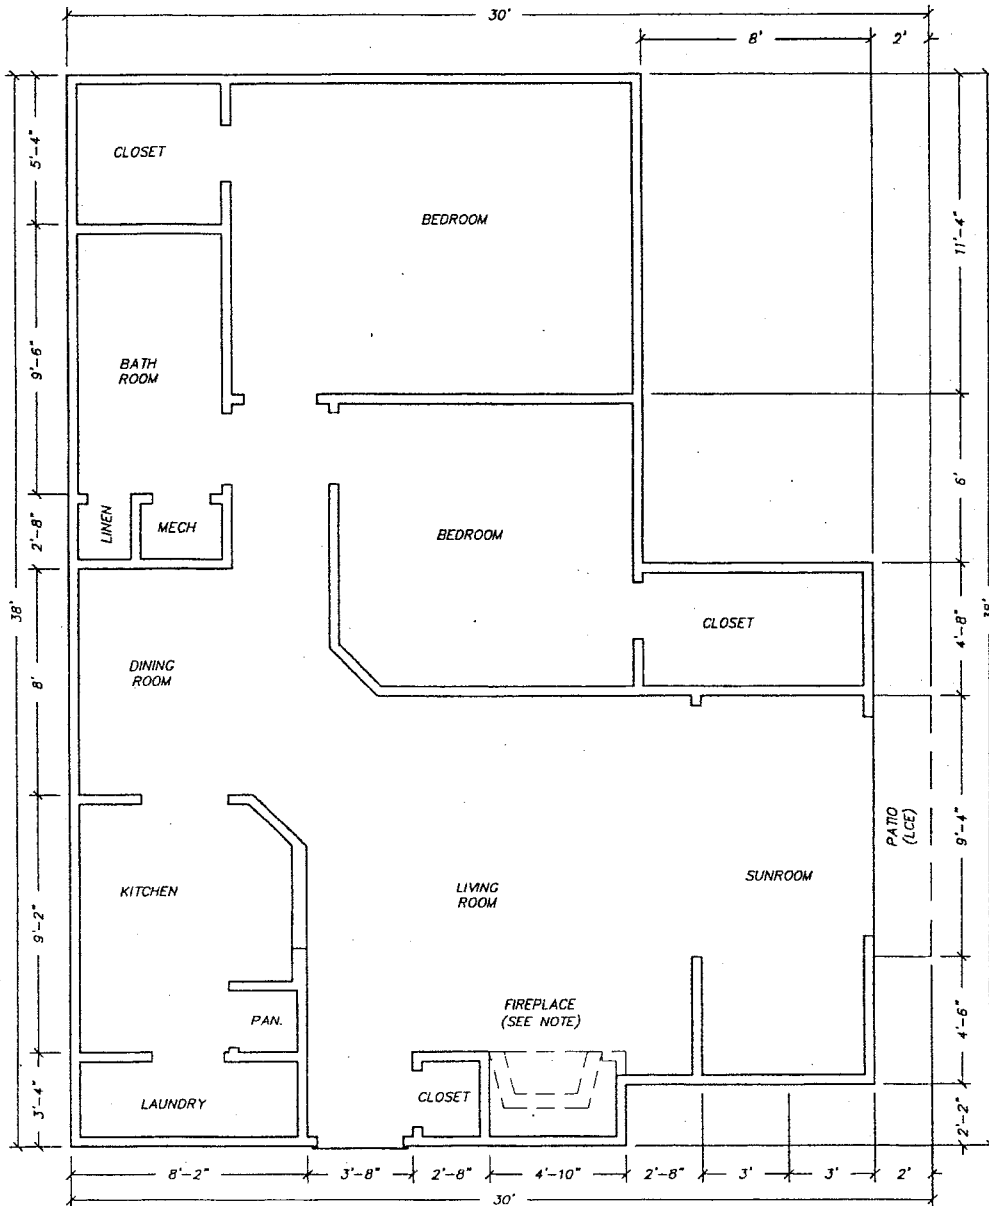 30'
8'
2'
5'-4"
CLOSET
BEDROOM
11'-4"
9'-6"
BATH
ROOM
6'
2'-8"
LINEN
MECH
BEDROOM
38'
4'-8"
CLOSET
DINING
ROOM
8'
PATIO
(LCE)
9'-4"
KITCHEN
LIVING
ROOM
SUNROOM
9'-2"
FIREPLACE
(SEE NOTE)
PAN.
4'-6"
3'-4"
LAUNDRY
CLOSET
2'-2"
8'-2"
3'-8"
2'-8"
4'-10"
2'-8"
3'
3'
2'
30'